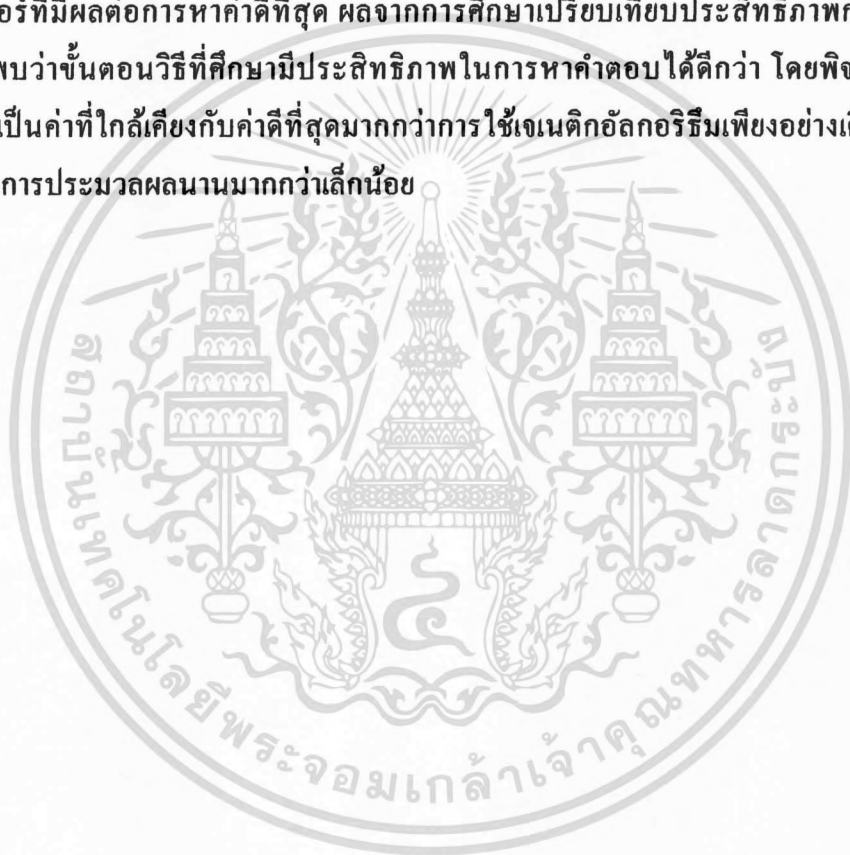 อร์ที่มีผลต่อการหาค่าดีที่สุด ผลจากการศึกษาเปรียบเทียบประสิทธิภาพก
พบว่าขั้นตอนวิธีที่ศึกษามีประสิทธิภาพในการหาคำตอบได้ดีกว่า โดยพิจ
เป็นค่าที่ใกล้เคียงกับค่าดีที่สุดมากกว่าการใช้เจเนติกอัลกอริธึมเพียงอย่างเดี
การประมวลผลนานมากกว่าเล็กน้อย
สถาบันเทคโนโลยีพระจอมเกล้าเจ้าคุณทหารลาดกระบัง